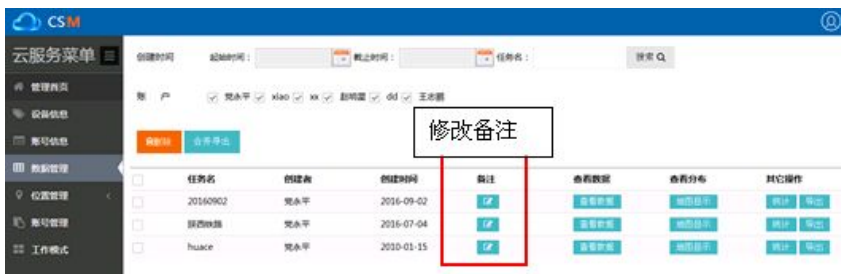 CSM
云服务菜单
创建时间 起始时间: 截止时间: 任务名: 搜索
管理首页
账 户 党永平 xiao xx 赵明星 dd 王志鹏
设备信息
修改备注
账号信息
合并导出
数据管理
任务名 创建者 创建时间 备注 查看数据 查看分布 其它操作
位置管理
20160902 党永平 2016-09-02 查看数据 地图显示 统计 导出
账号管理
陕西铁路 党永平 2016-07-04 查看数据 地图显示 统计 导出
工作模式
huace 党永平 2010-01-15 查看数据 地图显示 统计 导出